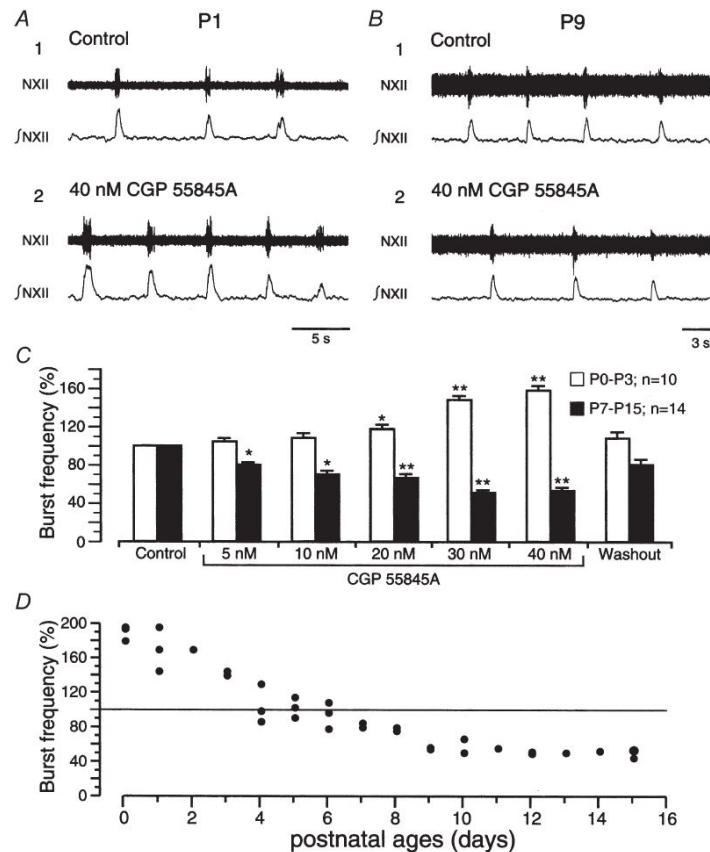 A P1
1 Control
NXII
∫NXII
2 40 nM CGP 55845A
NXII
∫NXII
5 s
B P9
1 Control
NXII
∫NXII
2 40 nM CGP 55845A
NXII
∫NXII
3 s
C
Burst frequency (%)
160
120
80
40
0
* * * ** ** ** ** **
P0-P3; n=10
P7-P15; n=14
Control 5 nM 10 nM 20 nM 30 nM 40 nM Washout
CGP 55845A
D
Burst frequency (%)
200
160
120
80
40
0
0 2 4 6 8 10 12 14 16
postnatal ages (days)